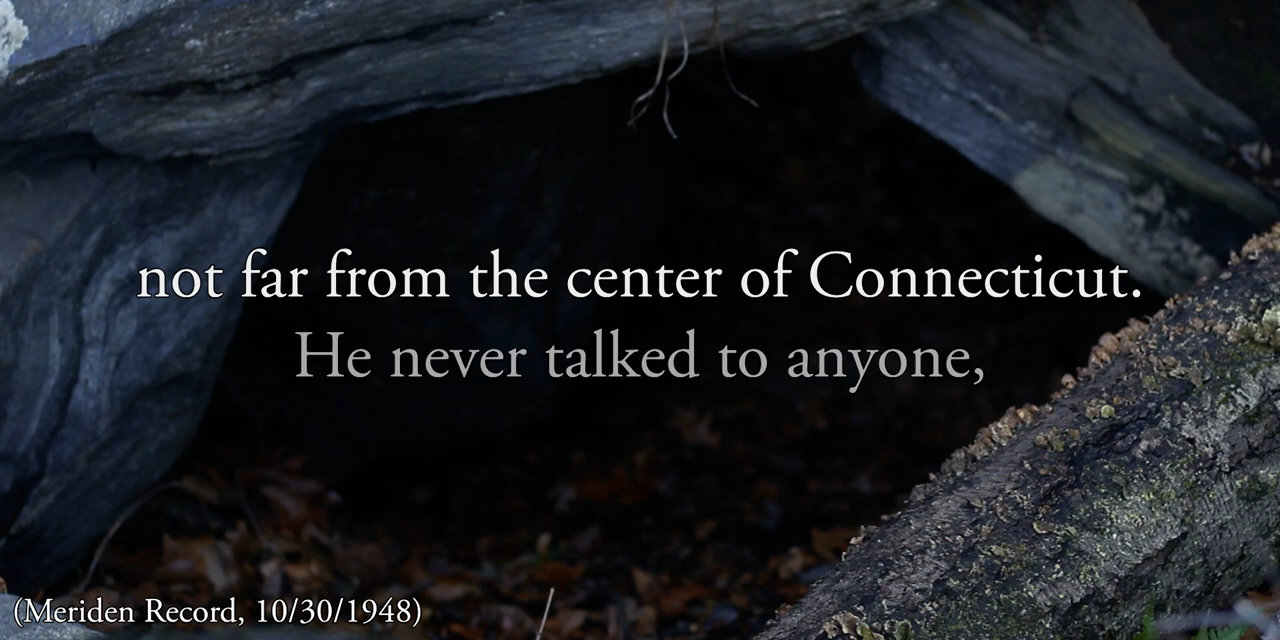 not far from the center of Connecticut.
He never talked to anyone,
(Meriden Record, 10/30/1948)